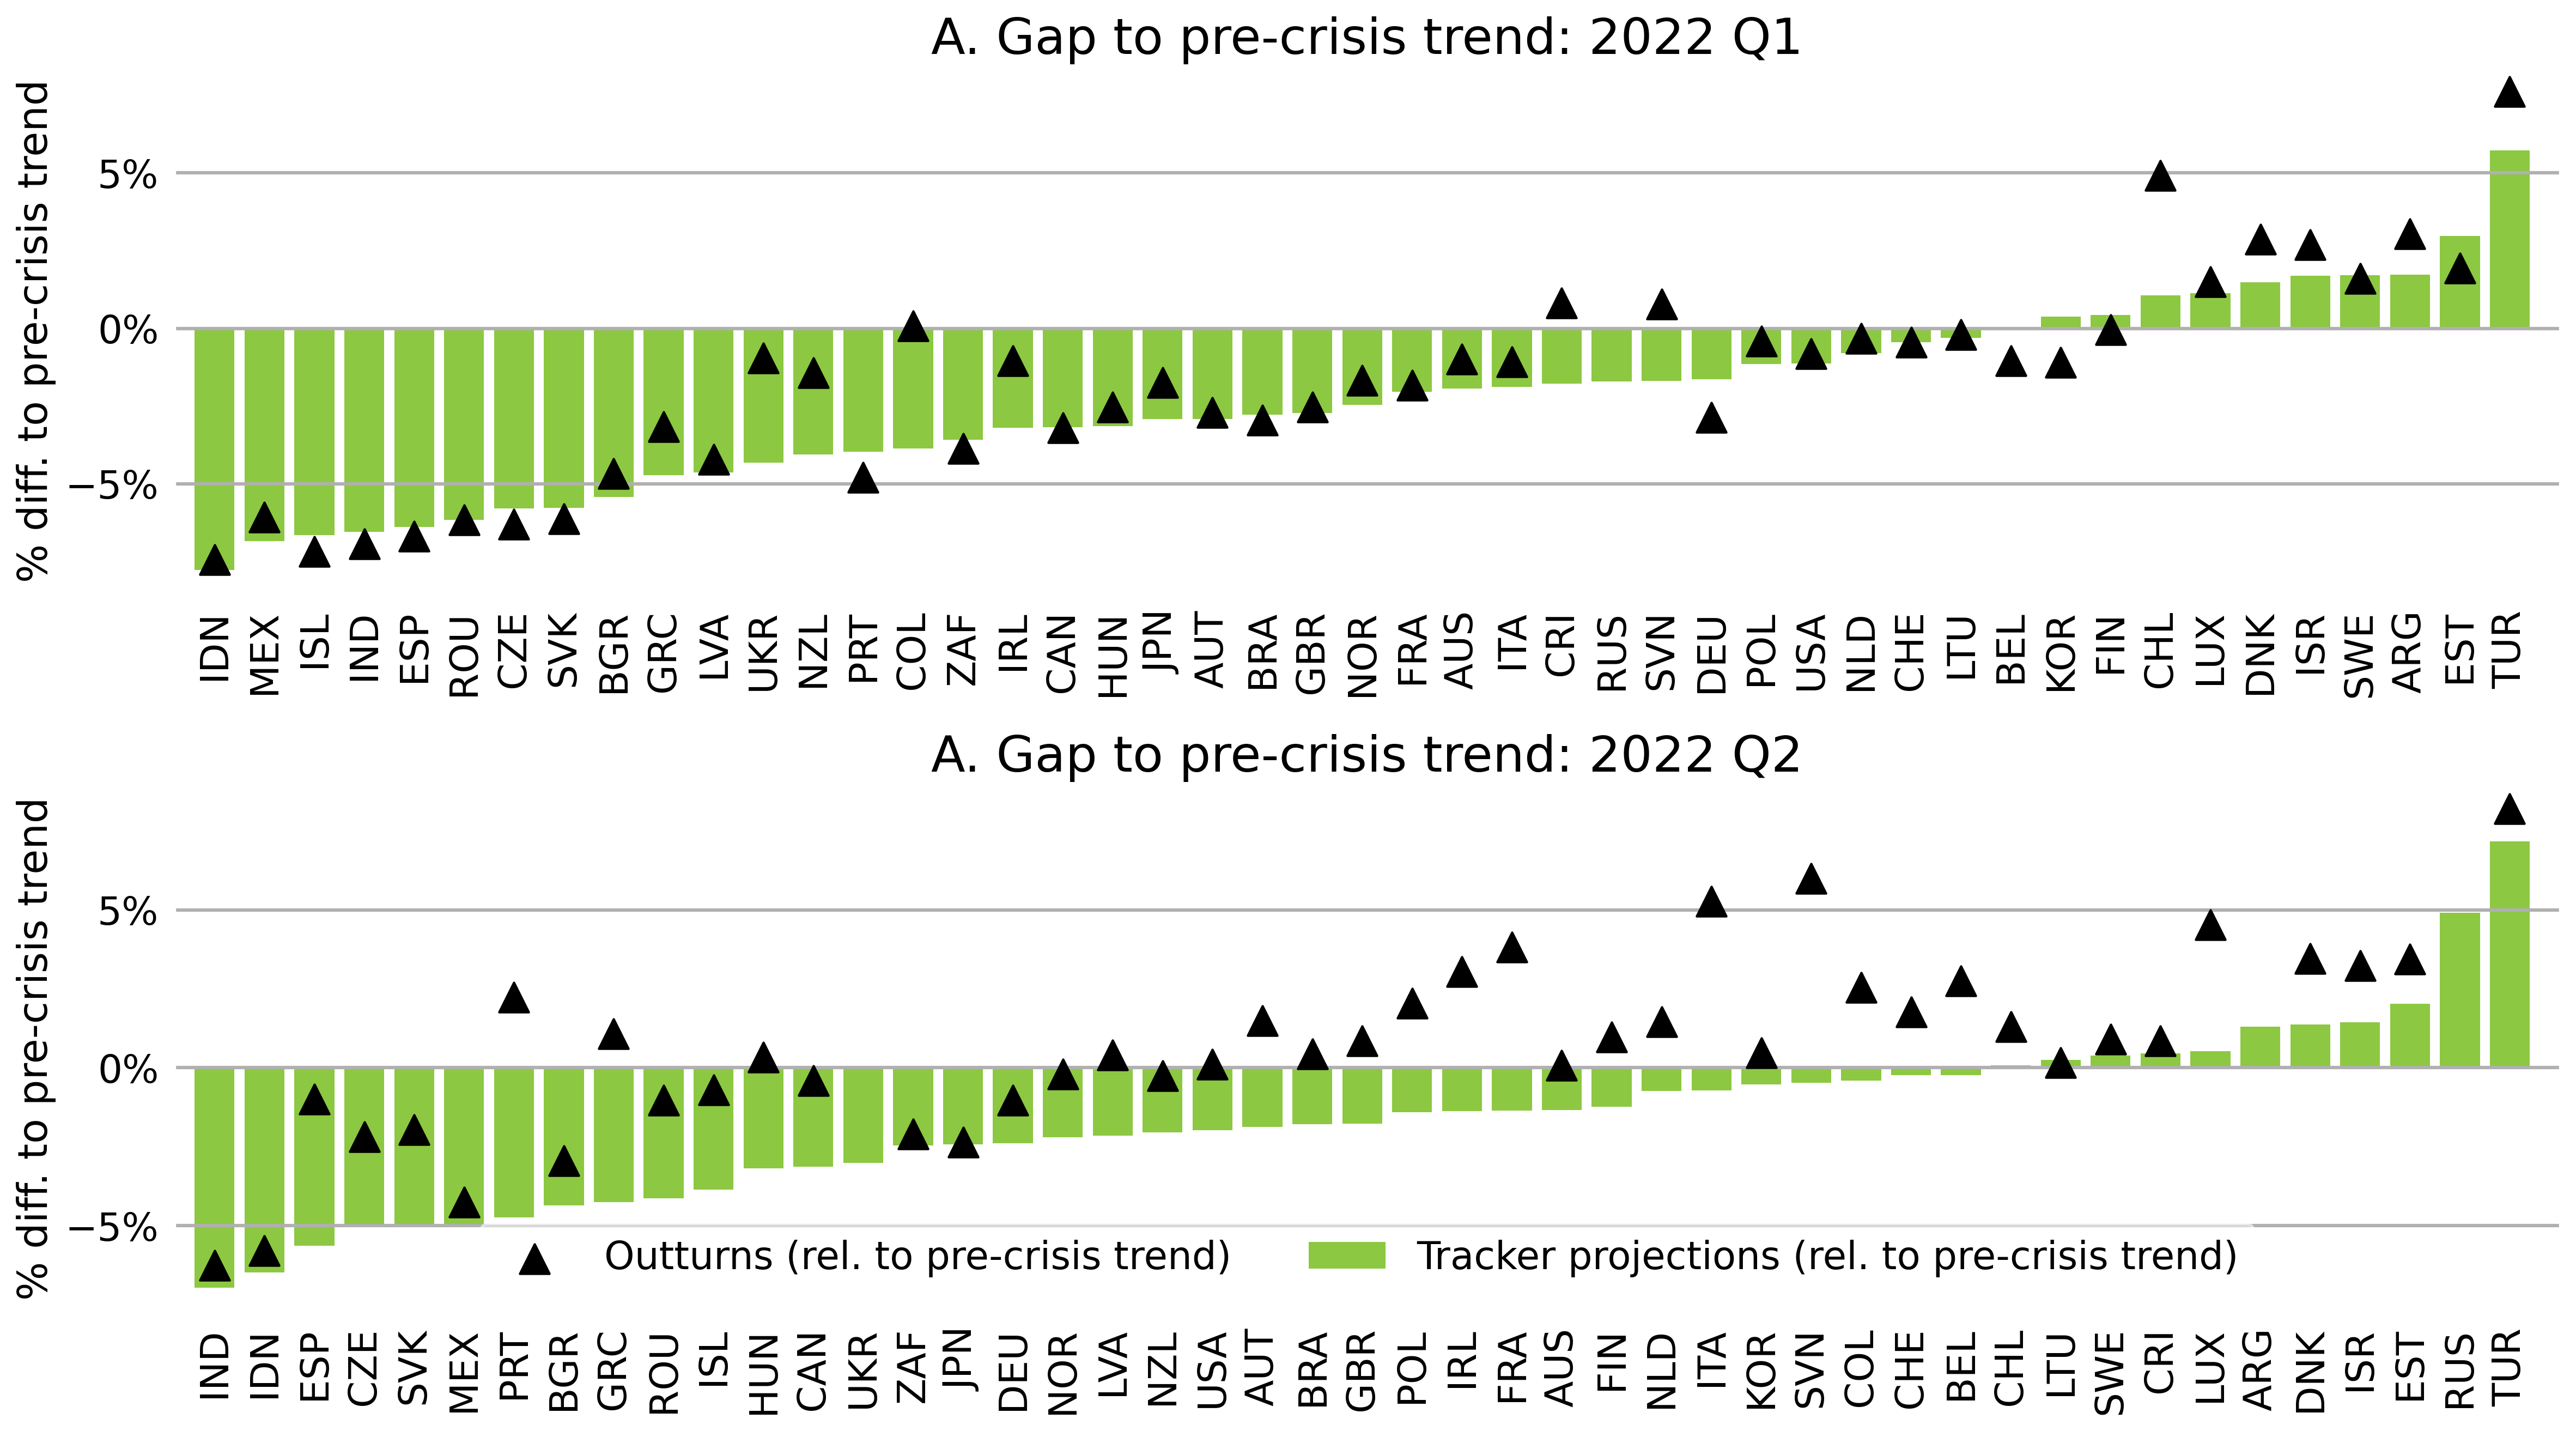 A. Gap to pre-crisis trend: 2022 Q1
% diff. to pre-crisis trend
5%
0%
−5%
IDN MEX ISL IND ESP ROU CZE SVK BGR GRC LVA UKR NZL PRT COL ZAF IRL CAN HUN JPN AUT BRA GBR NOR FRA AUS ITA CRI RUS SVN DEU POL USA NLD CHE LTU BEL KOR FIN CHL LUX DNK ISR SWE ARG EST TUR
A. Gap to pre-crisis trend: 2022 Q2
% diff. to pre-crisis trend
5%
0%
−5%
Outturns (rel. to pre-crisis trend) Tracker projections (rel. to pre-crisis trend)
IND IDN ESP CZE SVK MEX PRT BGR GRC ROU ISL HUN CAN UKR ZAF JPN DEU NOR LVA NZL USA AUT BRA GBR POL IRL FRA AUS FIN NLD ITA KOR SVN COL CHE BEL CHL LTU SWE CRI LUX ARG DNK ISR EST RUS TUR